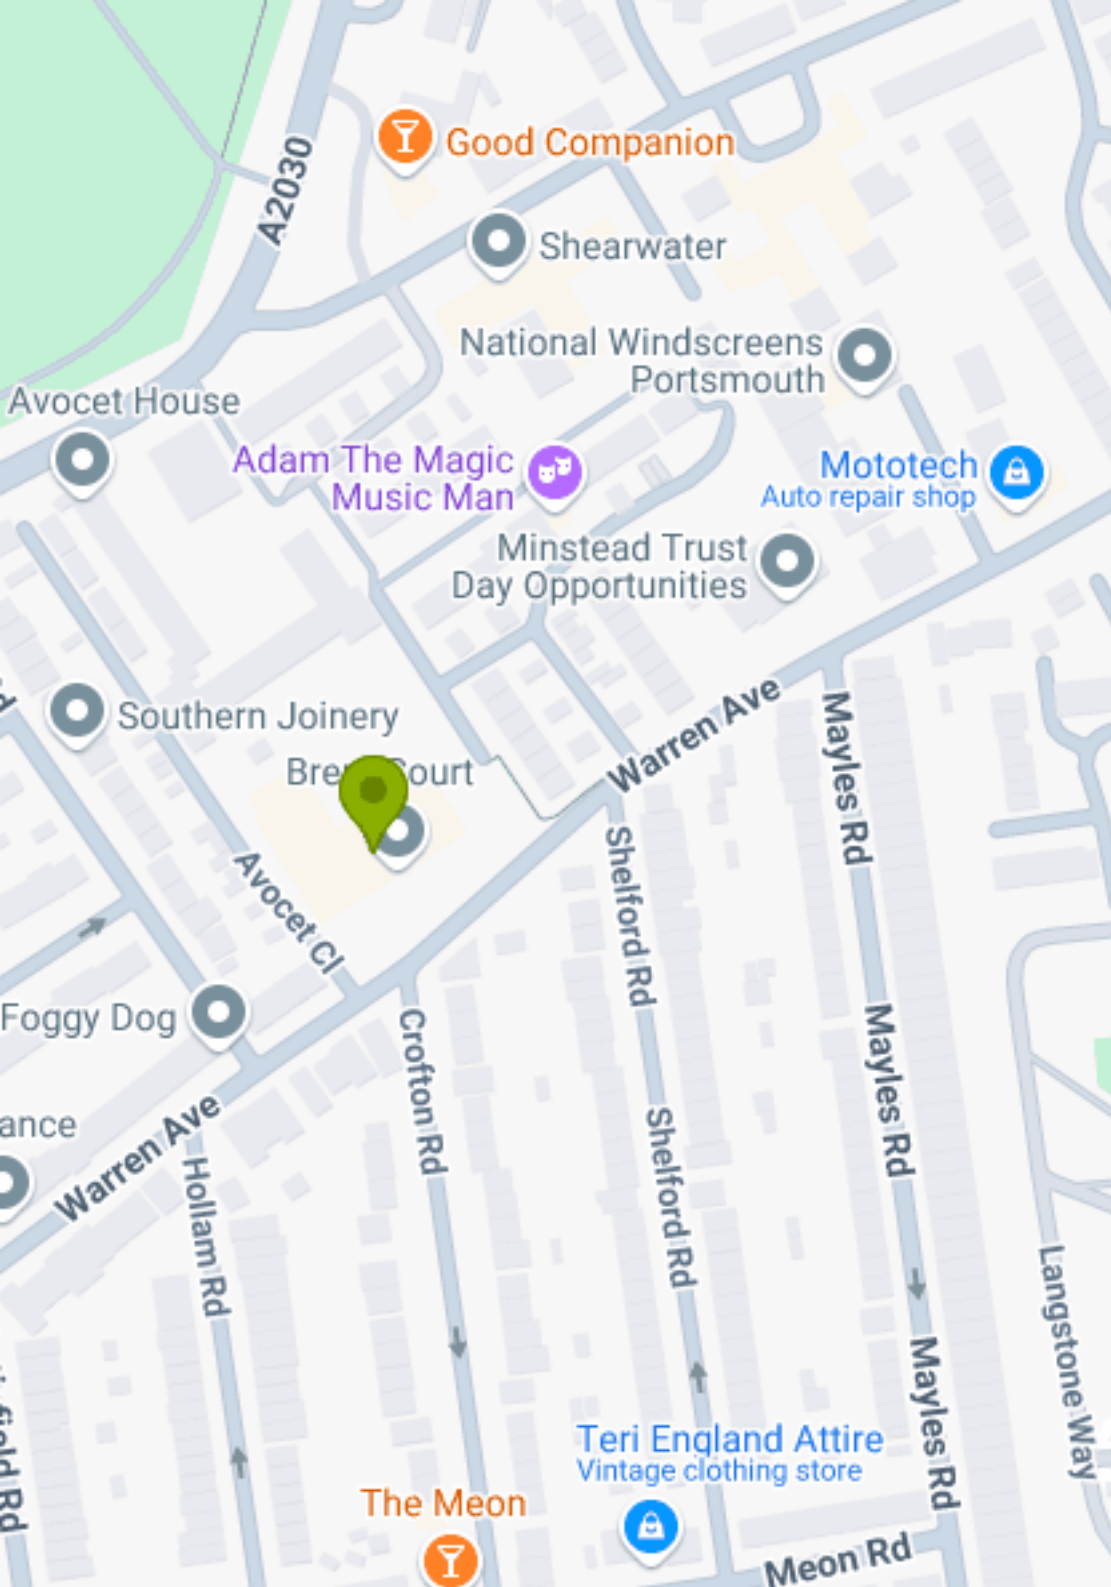 Good Companion
A2030
Shearwater
National Windscreens
Portsmouth
Avocet House
Adam The Magic
Music Man
Mototech
Auto repair shop
Minstead Trust
Day Opportunities
Southern Joinery
Warren Ave
Mayles Rd
Court
Shelford Rd
Avocet Cl
Foggy Dog
Crofton Rd
Mayles Rd
ance
Warren Ave
Hollam Rd
Shelford Rd
Langstone Way
Mayles Rd
field Rd
Teri England Attire
Vintage clothing store
The Meon
Meon Rd